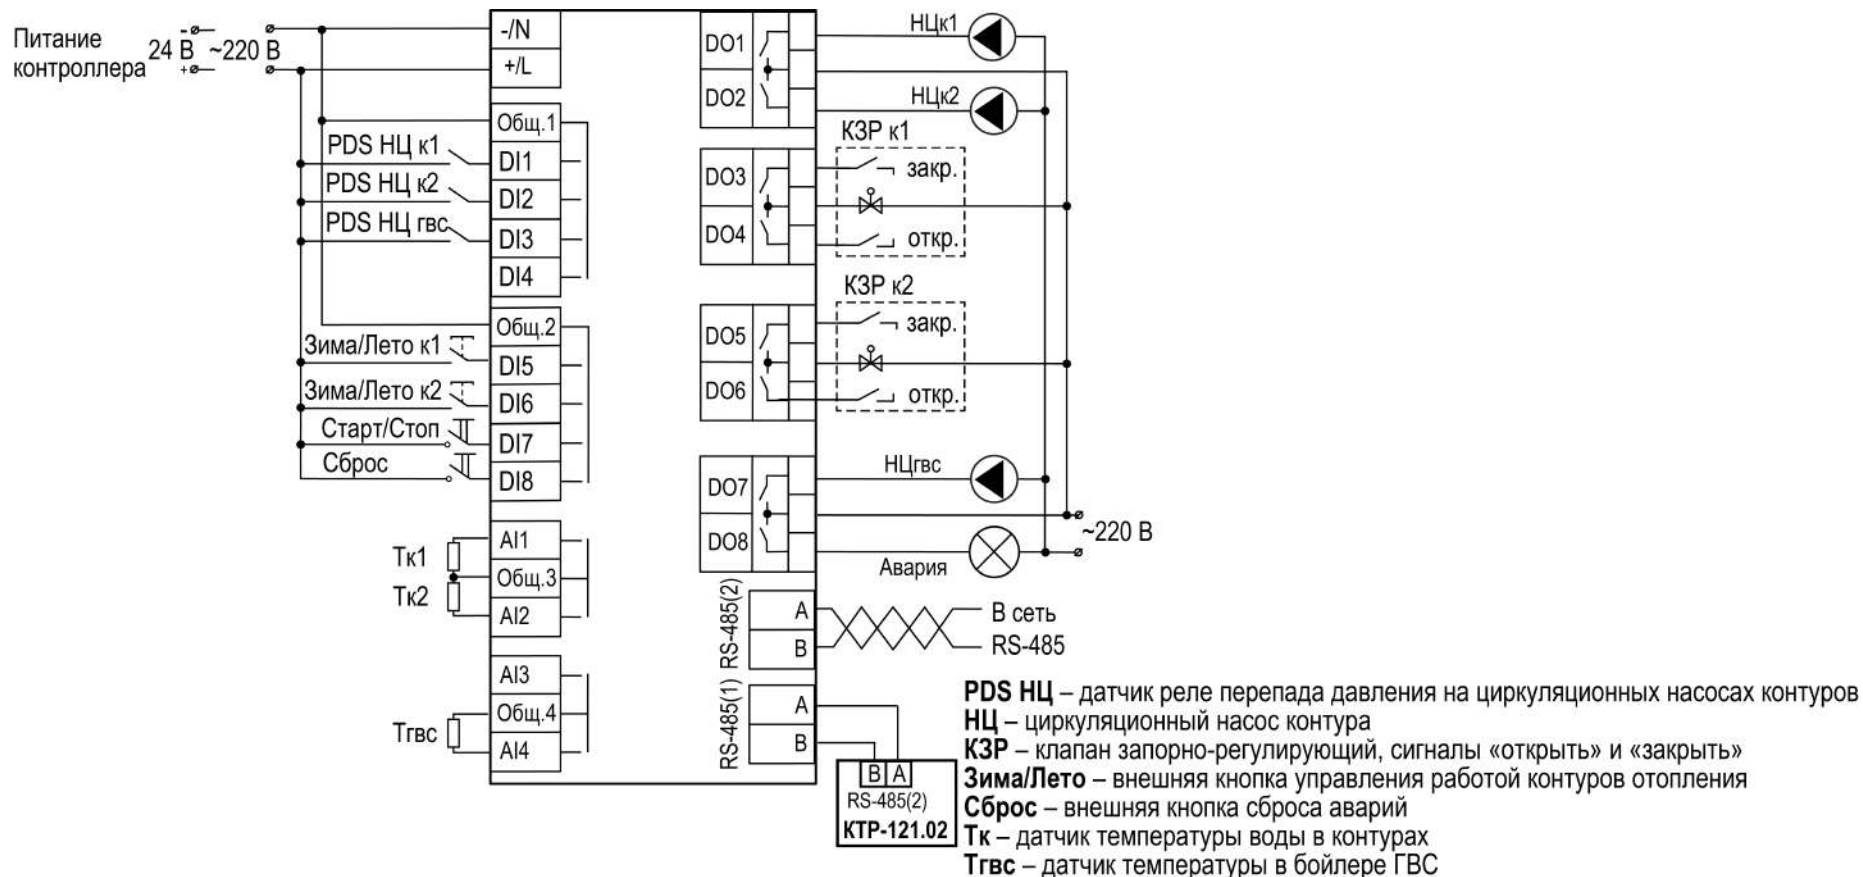 Питание
контроллера
24 В
~220 В
-
+
-/N
+/L
Общ.1
PDS НЦ к1
DI1
PDS НЦ к2
DI2
PDS НЦ гвс
DI3
DI4
Общ.2
Зима/Лето к1
DI5
Зима/Лето к2
DI6
Старт/Стоп
DI7
Сброс
DI8
Тк1
Тк2
AI1
Общ.3
AI2
AI3
Тгвс
Общ.4
AI4
DO1
НЦк1
DO2
НЦк2
КЗР к1
DO3
закр.
DO4
откр.
КЗР к2
DO5
закр.
DO6
откр.
DO7
НЦгвс
DO8
Авария
~220 В
RS-485(2)
A
B
В сеть
RS-485
RS-485(1)
A
B
B A
RS-485(2)
КТР-121.02
PDS НЦ – датчик реле перепада давления на циркуляционных насосах контуров
НЦ – циркуляционный насос контура
КЗР – клапан запорно-регулирующий, сигналы «открыть» и «закрыть»
Зима/Лето – внешняя кнопка управления работой контуров отопления
Сброс – внешняя кнопка сброса аварий
Тк – датчик температуры воды в контурах
Тгвс – датчик температуры в бойлере ГВС